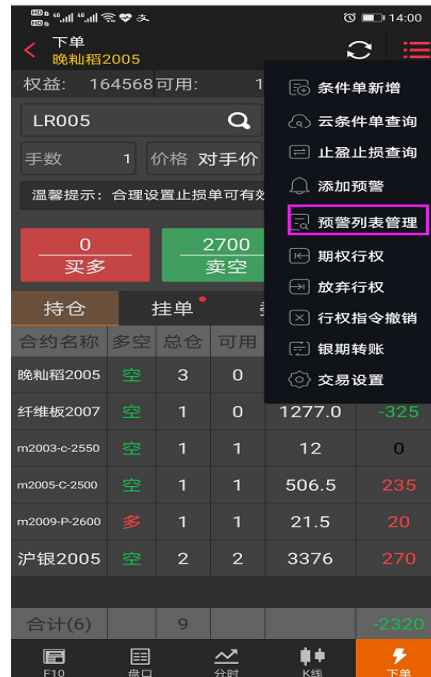 14:00
下单
晚籼稻2005
权益: 164568 可用: 1
条件单新增
云条件单查询
止盈止损查询
添加预警
预警列表管理
期权行权
放弃行权
行权指令撤销
银期转账
交易设置
LR005
手数 1 价格 对手价
温馨提示: 合理设置止损单可有效
0
买多
2700
卖空
持仓 挂单
合约名称 多空 总仓 可用
晚籼稻2005 空 3 0
纤维板2007 空 1 0 1277.0 -325
m2003-c-2550 空 1 1 12 0
m2005-C-2500 空 1 1 506.5 235
m2009-P-2600 多 1 1 21.5 20
沪银2005 空 2 2 3376 270
合计(6) 9 -2320
F10 盘口 分时 K线 下单